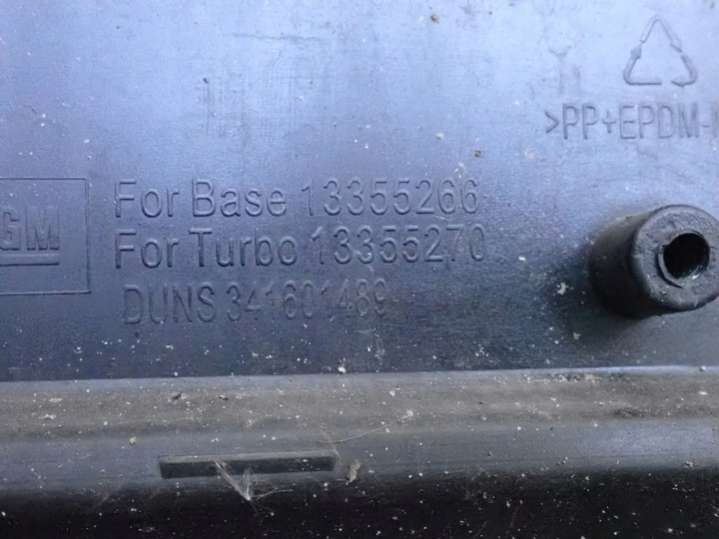 >PP+EPDM-
GM
For Base 13355266
For Turbo 13355270
DUNS 341601489